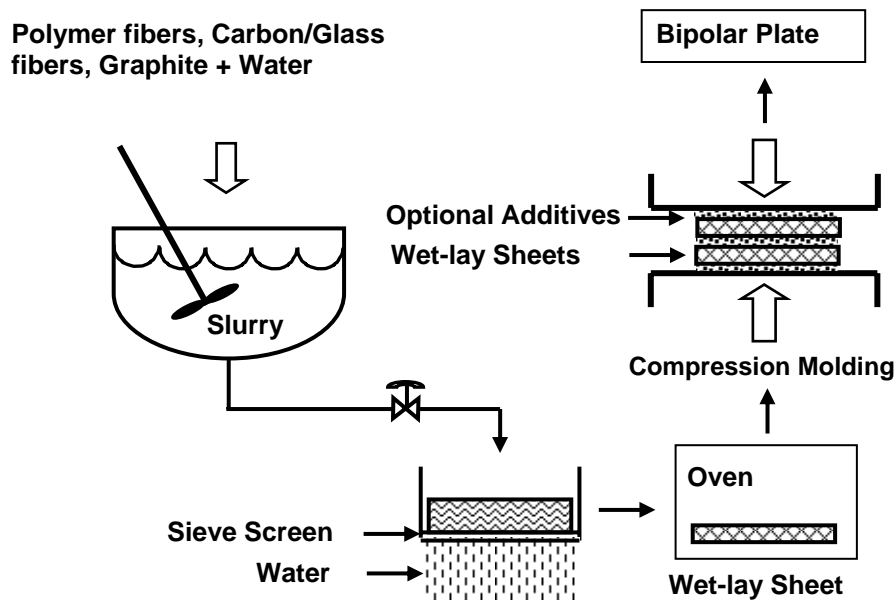 Polymer fibers, Carbon/Glass
fibers, Graphite + Water
Bipolar Plate
Optional Additives
Wet-lay Sheets
Slurry
Compression Molding
Oven
Sieve Screen
Water
Wet-lay Sheet